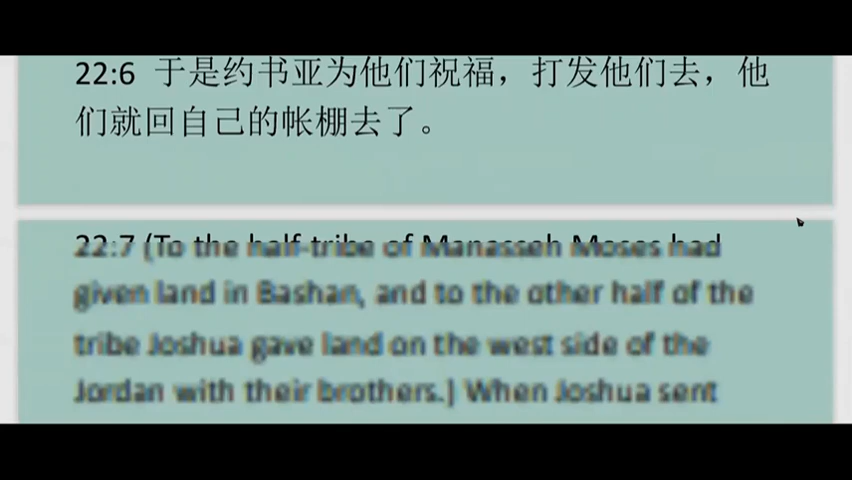 22:6 于是约书亚为他们祝福，打发他们去，他
们就回自己的帐棚去了。
22:7 (To the half-tribe of Manasseh Moses had
given land in Bashan, and to the other half of the
tribe Joshua gave land on the west side of the
Jordan with their brothers.) When Joshua sent